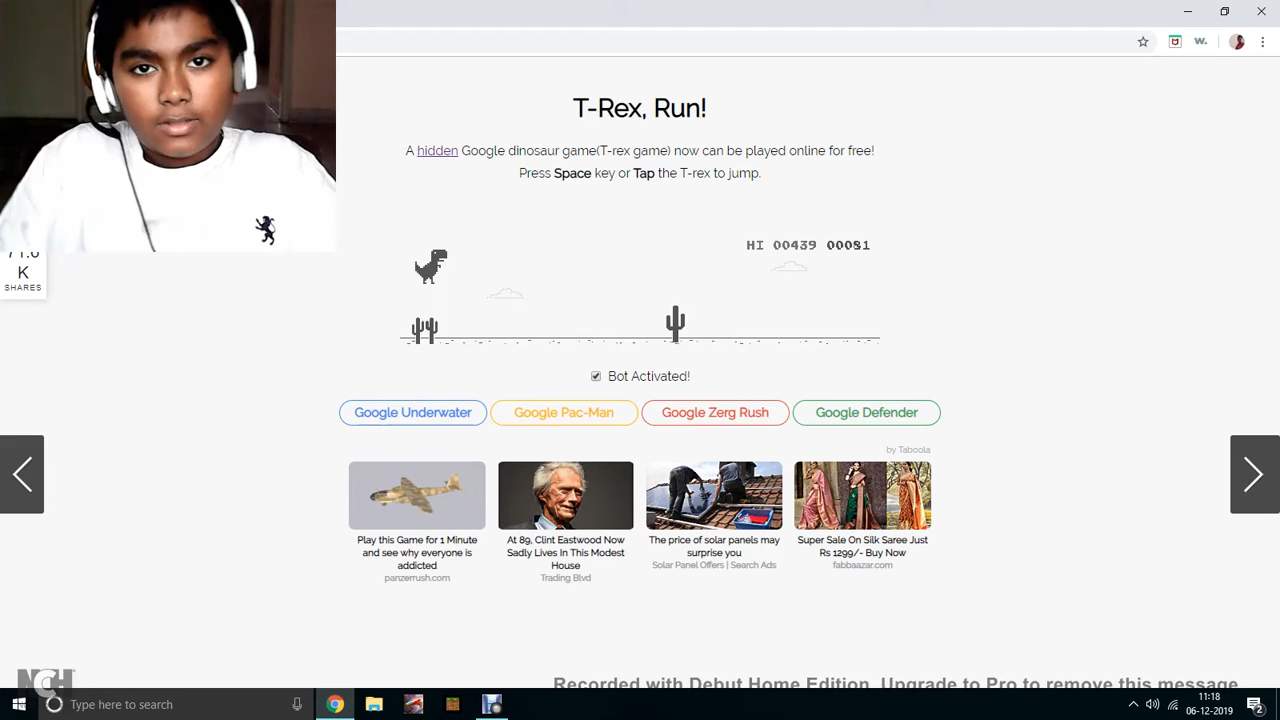 T-Rex, Run!
A hidden Google dinosaur game(T-rex game) now can be played online for free!
Press Space key or Tap the T-rex to jump.
HI 00439 00081
K
SHARES
Bot Activated!
Google Underwater
Google Pac-Man
Google Zerg Rush
Google Defender
by Taboola
Play this Game for 1 Minute
and see why everyone is
addicted
panzerrush.com
At 89, Clint Eastwood Now
Sadly Lives In This Modest
House
Trading Blvd
The price of solar panels may
surprise you
Solar Panel Offers | Search Ads
Super Sale On Silk Saree Just
Rs 1299/- Buy Now
fabbaazar.com
NCH
Recorded with Debut Home Edition. Upgrade to Pro to remove this message
Type here to search
11:18
06-12-2019
2
w.